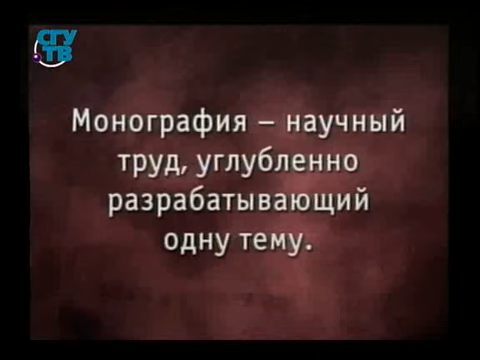 СГУ
ТВ
Монография – научный
труд, углубленно
разрабатывающий
одну тему.